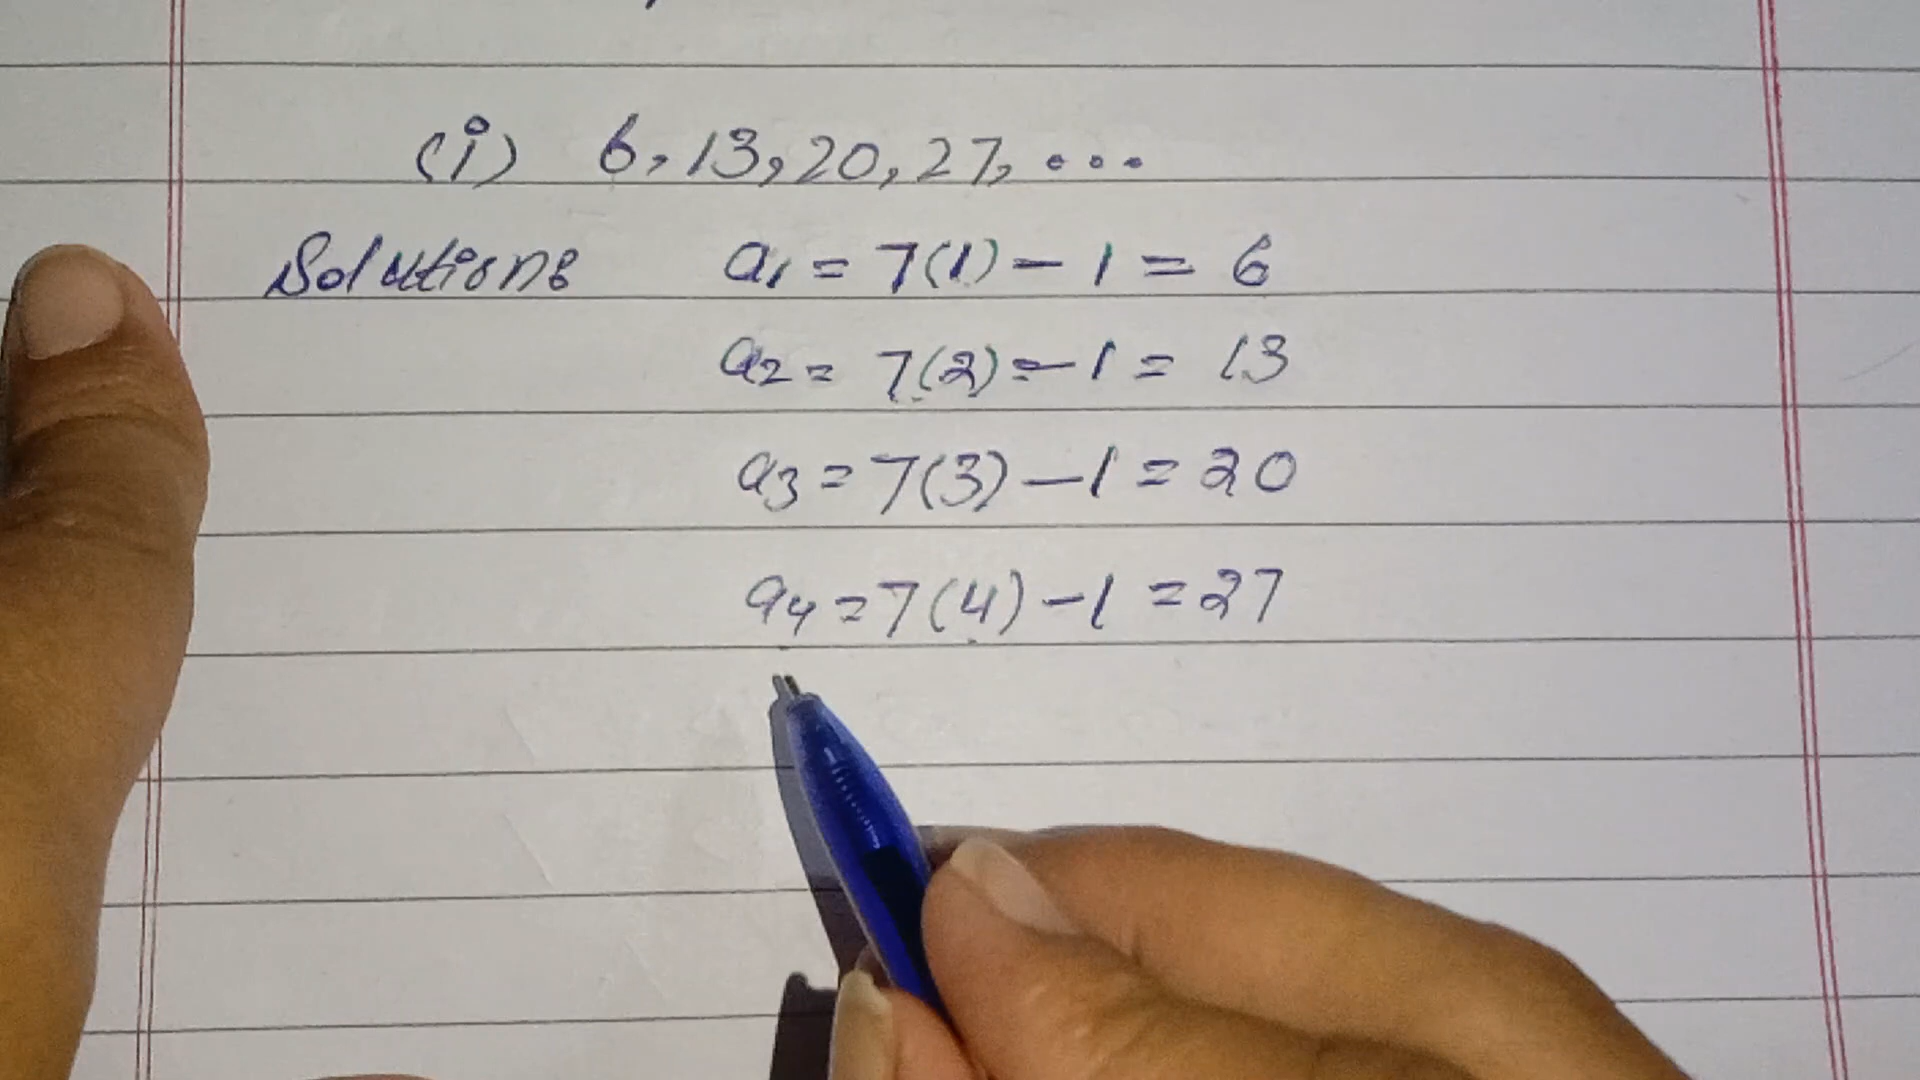 (i) 6, 13, 20, 27, ...
Solutions a₁ = 7(1) - 1 = 6
a₂ = 7(2) - 1 = 13
a₃ = 7(3) - 1 = 20
a₄ = 7(4) - 1 = 27